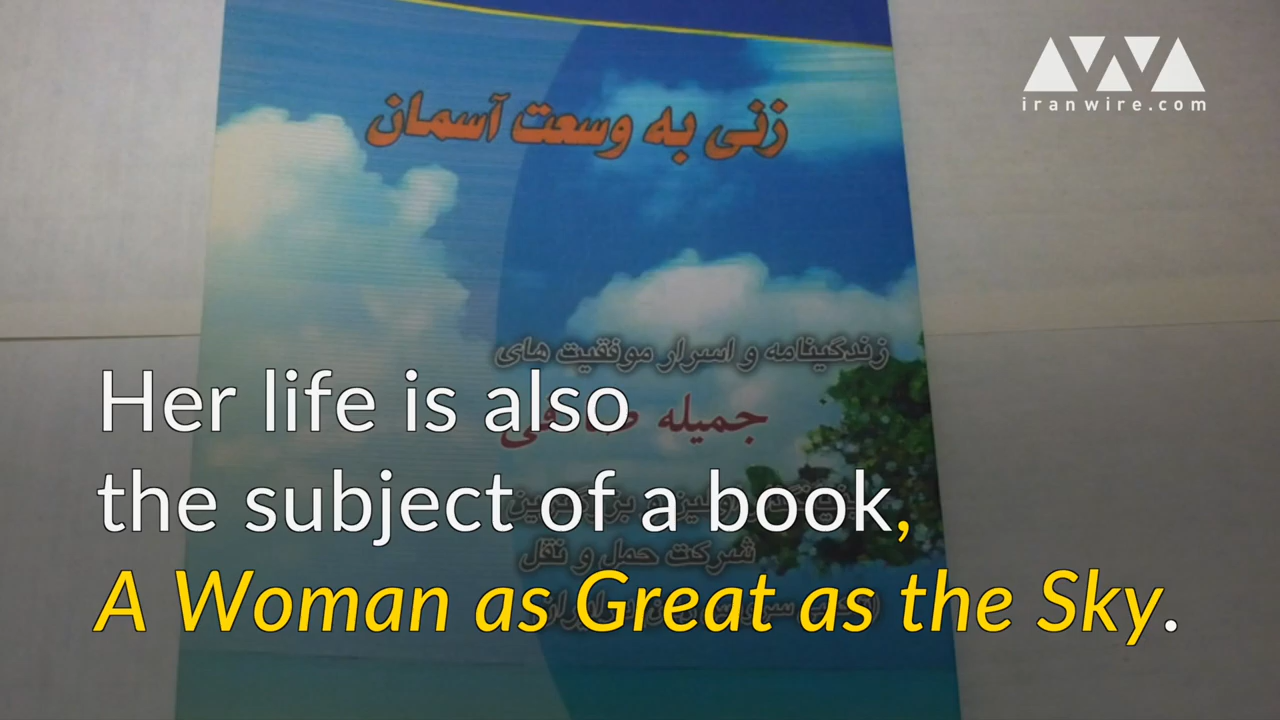 iranwire.com
زنی به وسعت آسمان
زندگینامه و اسرار موفقیت های
جمیله
شرکت حمل و نقل
Her life is also
the subject of a book,
A Woman as Great as the Sky.